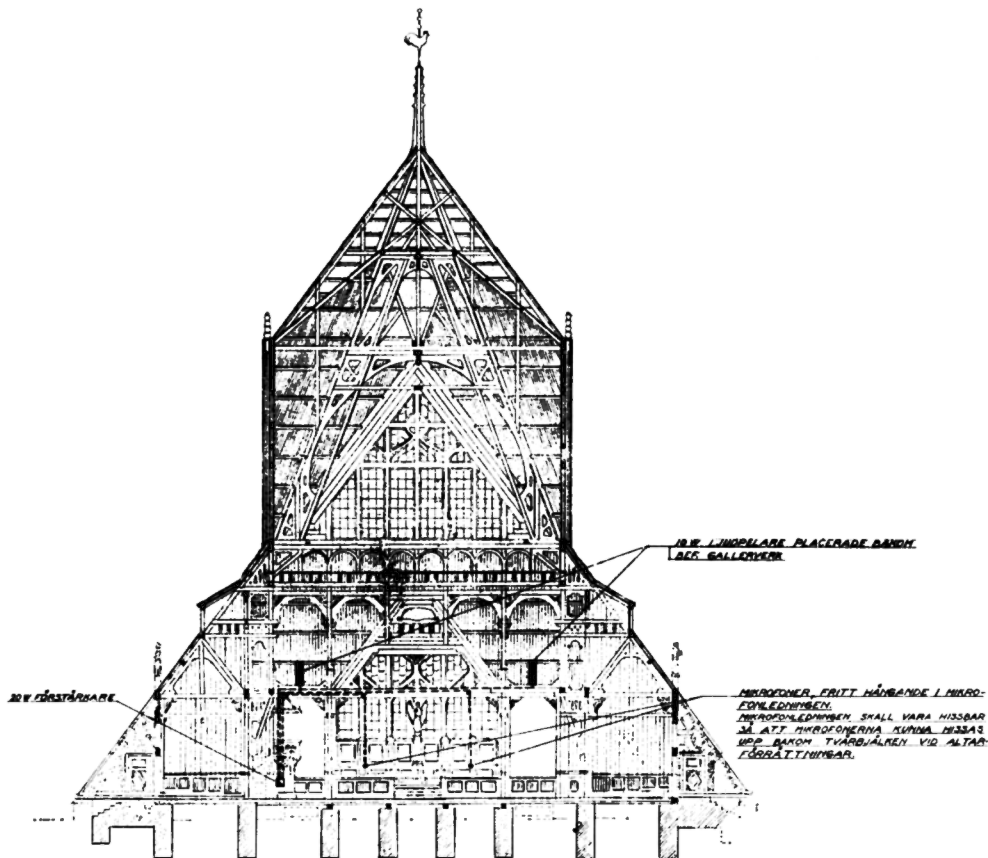 10 W. LJUDPELARE PLACERADE BAKOM
BEF. GALLERVERK
20 W FÖRSTÄRKARE
MIKROFONER, FRITT HÄNGANDE I MIKRO-
FONLEDNINGEN.
MIKROFONLEDNINGEN SKALL VARA HISSBAR
SÅ ATT MIKROFONERNA KUNNA HISSAS
UPP BAKOM TVÄRBJÄLKEN VID ALTAR-
FÖRRÄTTNINGAR.